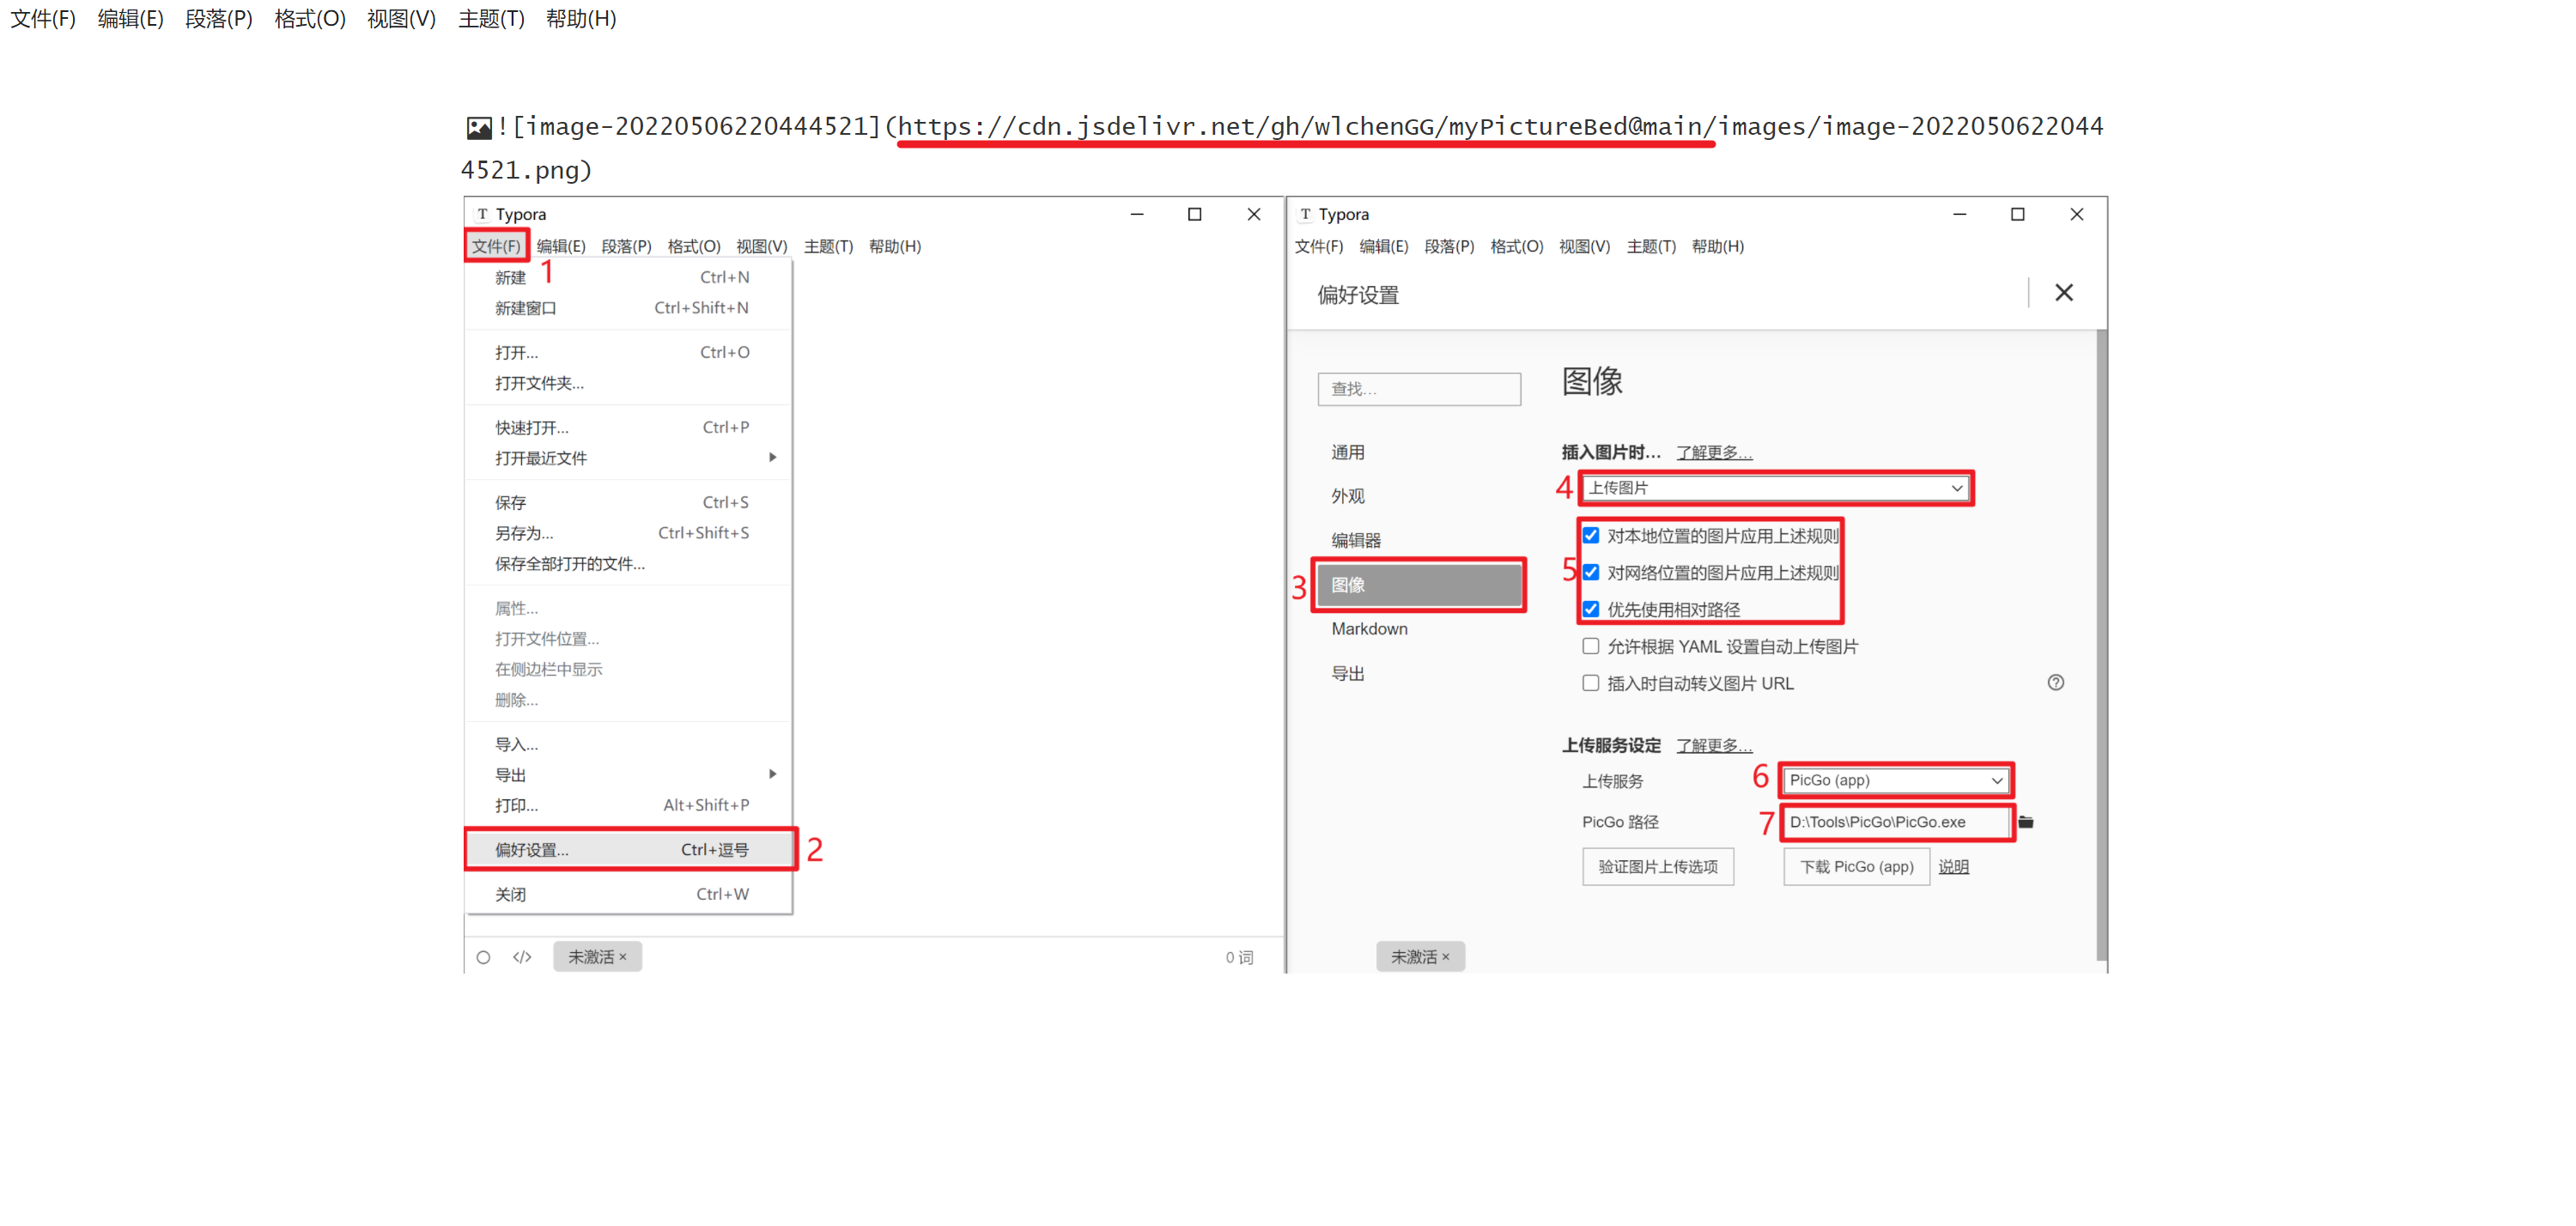 文件(F) 编辑(E) 段落(P) 格式(O) 视图(V) 主题(T) 帮助(H)
![image-20220506220444521](https://cdn.jsdelivr.net/gh/wlchenGG/myPictureBed@main/images/image-2022050622044
4521.png)
T Typora
文件(F) 编辑(E) 段落(P) 格式(O) 视图(V) 主题(T) 帮助(H)
1
新建 Ctrl+N
新建窗口 Ctrl+Shift+N
打开... Ctrl+O
打开文件夹...
快速打开... Ctrl+P
打开最近文件
保存 Ctrl+S
另存为... Ctrl+Shift+S
保存全部打开的文件...
属性...
打开文件位置...
在侧边栏中显示
删除...
导入...
导出
打印... Alt+Shift+P
偏好设置... Ctrl+逗号 2
关闭 Ctrl+W
</> 未激活 × 0 词
T Typora
文件(F) 编辑(E) 段落(P) 格式(O) 视图(V) 主题(T) 帮助(H)
偏好设置
查找...
通用
外观
编辑器
3 图像
Markdown
导出
图像
插入图片时... 了解更多...
4 上传图片
对本地位置的图片应用上述规则
5 对网络位置的图片应用上述规则
优先使用相对路径
允许根据 YAML 设置自动上传图片
插入时自动转义图片 URL
上传服务设定 了解更多...
上传服务 6 PicGo (app)
PicGo 路径 7 D:\Tools\PicGo\PicGo.exe
验证图片上传选项 下载 PicGo (app) 说明
未激活 ×